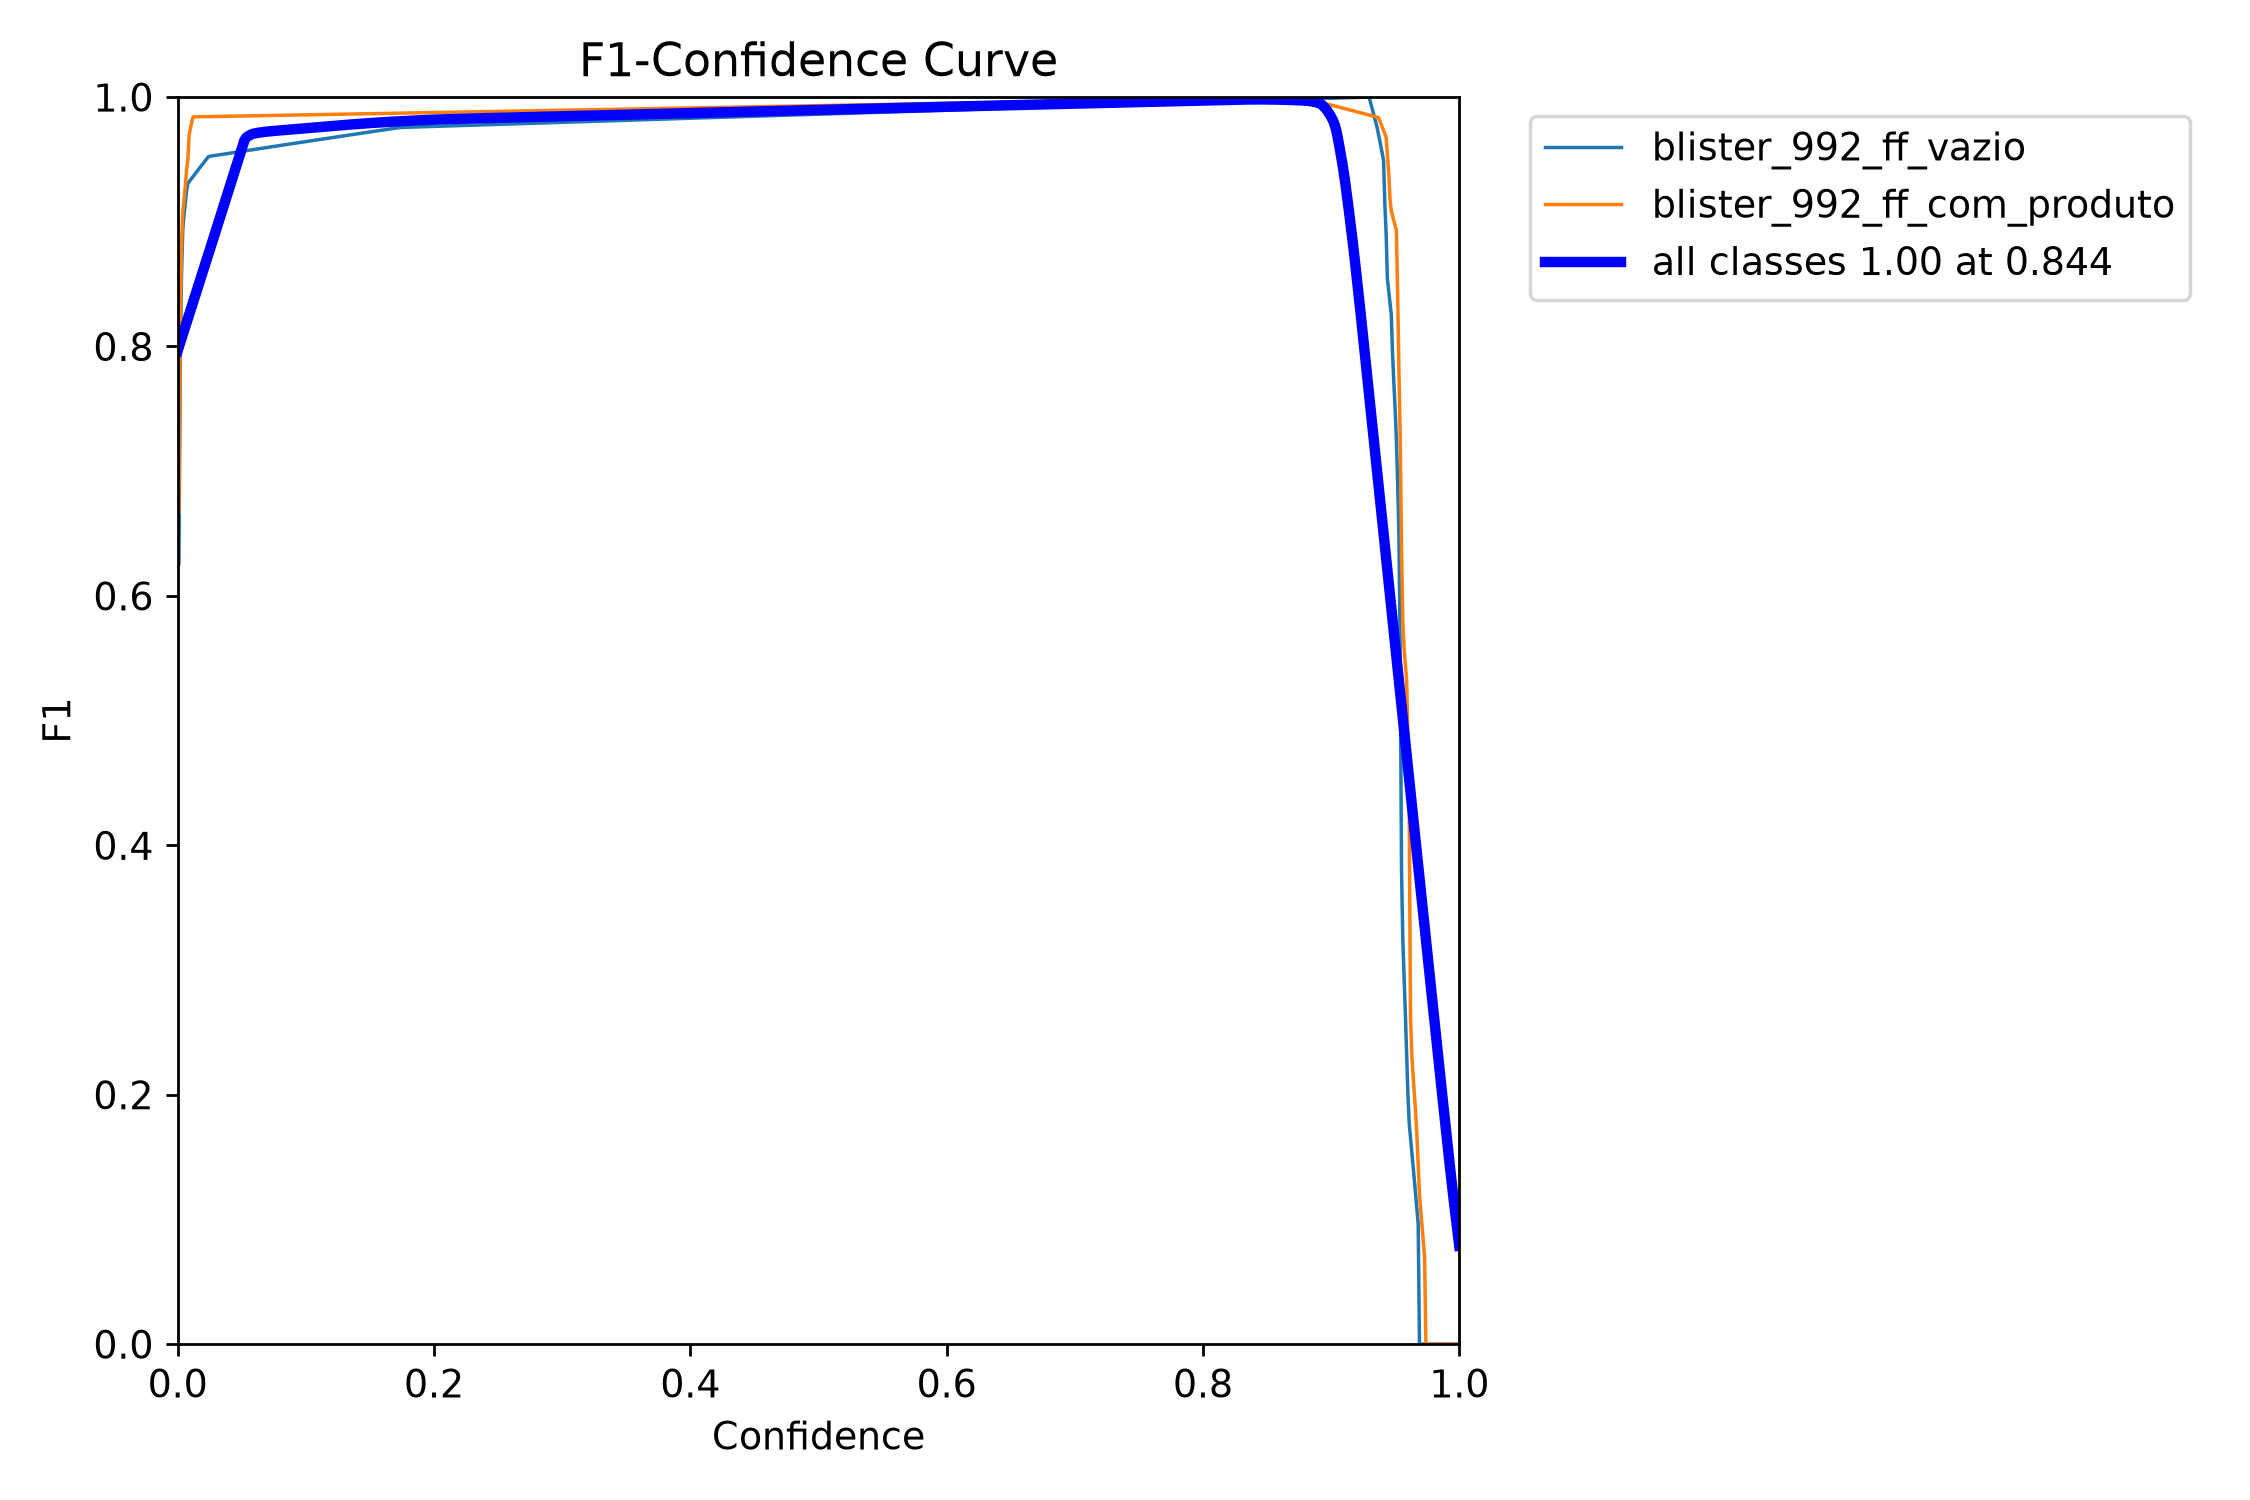 F1-Confidence Curve
1.0
0.8
0.6
0.4
0.2
0.0
F1
0.0 0.2 0.4 0.6 0.8 1.0
Confidence
blister_992_ff_vazio
blister_992_ff_com_produto
all classes 1.00 at 0.844